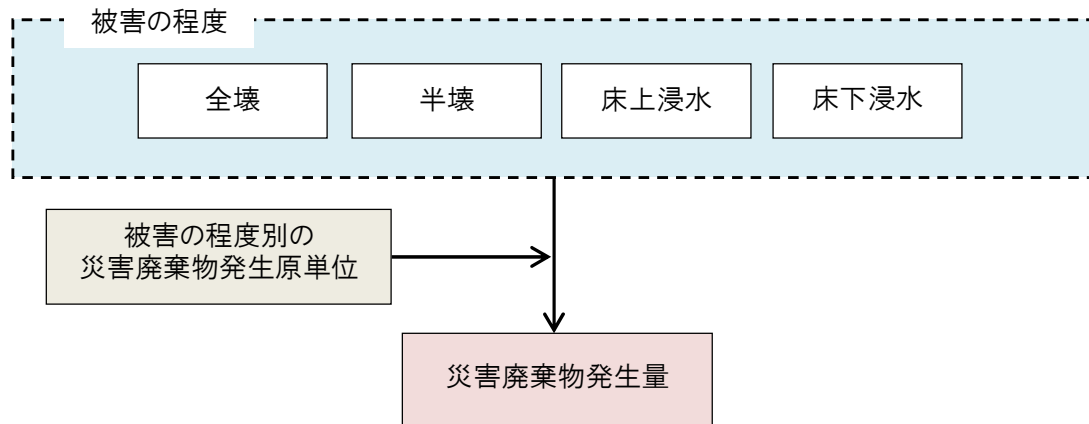 被害の程度
全壊
半壊
床上浸水
床下浸水
被害の程度別の
災害廃棄物発生原単位
災害廃棄物発生量